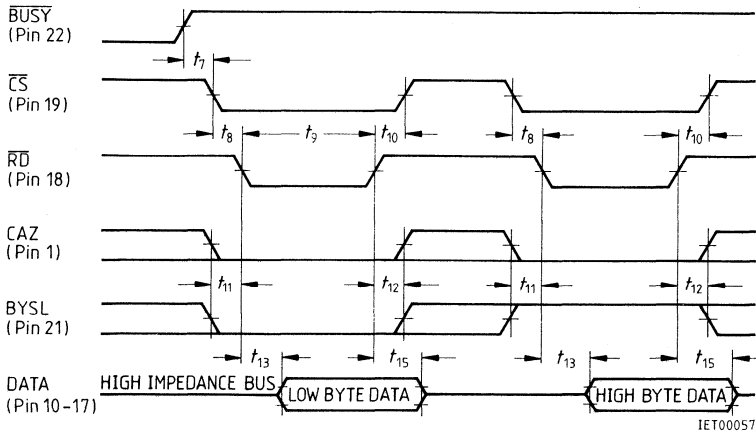 BUSY
(Pin 22)
t7
CS
(Pin 19)
t8 t9 t10 t8 t10
RD
(Pin 18)
CAZ
(Pin 1)
t11 t12 t11 t12
BYSL
(Pin 21)
t13 t15 t13 t15
DATA HIGH IMPEDANCE BUS LOW BYTE DATA HIGH BYTE DATA
(Pin 10-17)
IET00057